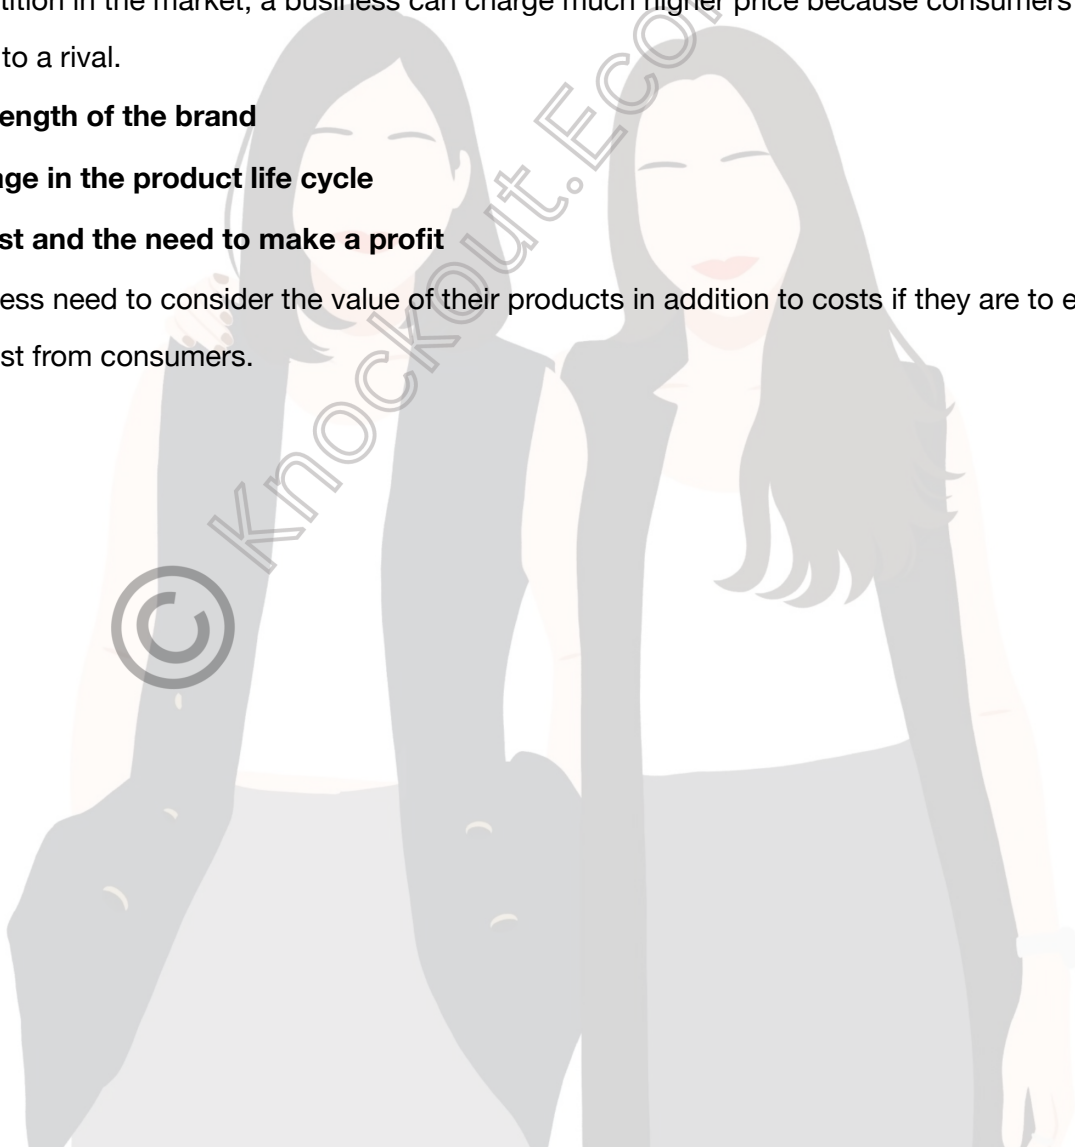 tition in the market, a business can charge much higher price because consumers
to a rival.
ength of the brand
nge in the product life cycle
st and the need to make a profit
ess need to consider the value of their products in addition to costs if they are to e
st from consumers.
© Knockout.Econ